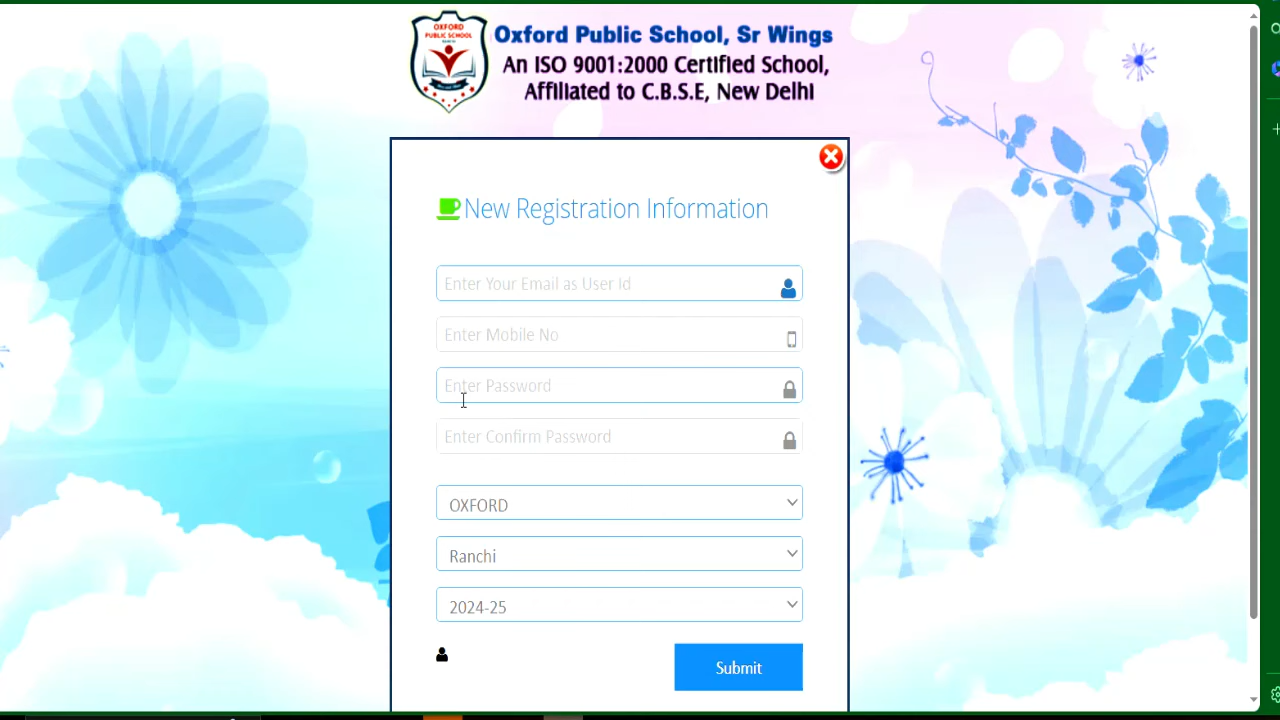 OXFORD
PUBLIC SCHOOL
Oxford Public School, Sr Wings
An ISO 9001:2000 Certified School,
Affiliated to C.B.S.E, New Delhi
New Registration Information
Enter Your Email as User Id
Enter Mobile No
Enter Password
Enter Confirm Password
OXFORD
Ranchi
2024-25
Submit